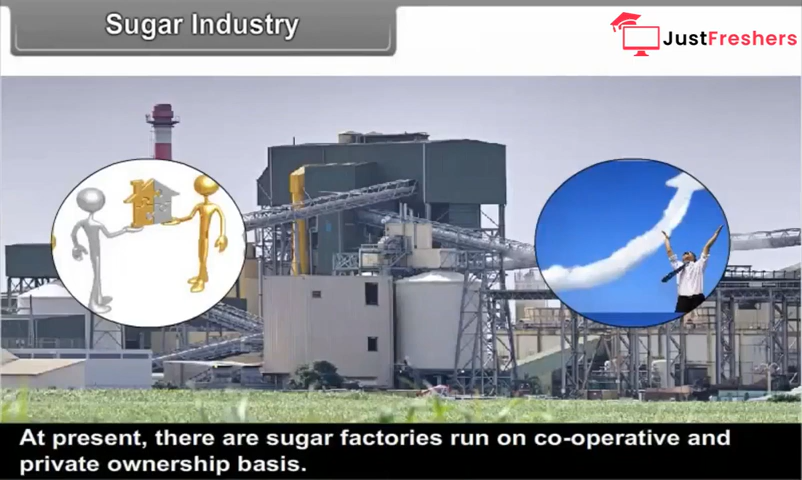 Sugar Industry
JustFreshers
At present, there are sugar factories run on co-operative and
private ownership basis.